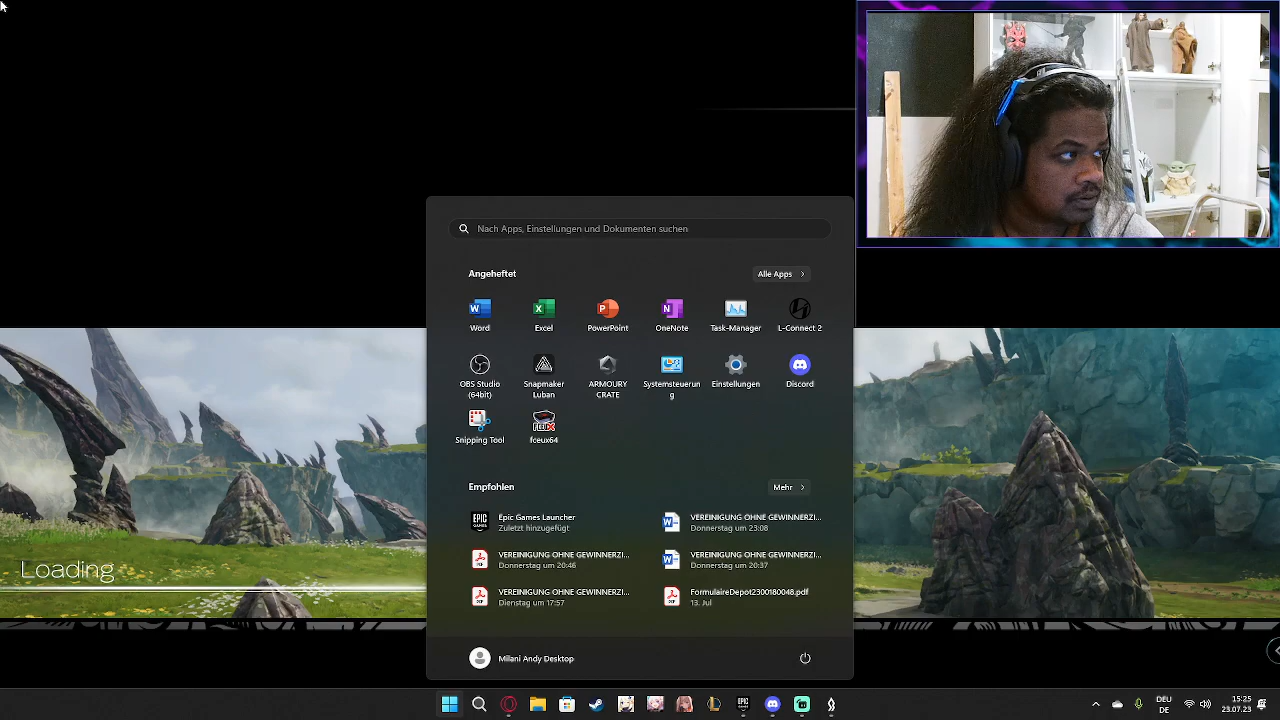 Nach Apps, Einstellungen und Dokumenten suchen
Angeheftet
Alle Apps
Word
Excel
PowerPoint
OneNote
Task-Manager
L-Connect 2
OBS Studio
(64bit)
Snapmaker
Luban
ARMOURY
CRATE
Systemsteuerun
g
Einstellungen
Discord
Snipping Tool
fceux64
Empfohlen
Mehr
EPIC
GAMES
Epic Games Launcher
Zuletzt hinzugefügt
VEREINIGUNG OHNE GEWINNERZI...
Donnerstag um 23:08
VEREINIGUNG OHNE GEWINNERZI...
Donnerstag um 20:46
VEREINIGUNG OHNE GEWINNERZI...
Donnerstag um 20:37
VEREINIGUNG OHNE GEWINNERZI...
Dienstag um 17:57
FormulaireDepot2300180048.pdf
13. Jul
Loading
Milani Andy Desktop
DEU
DE
15:25
23.07.23